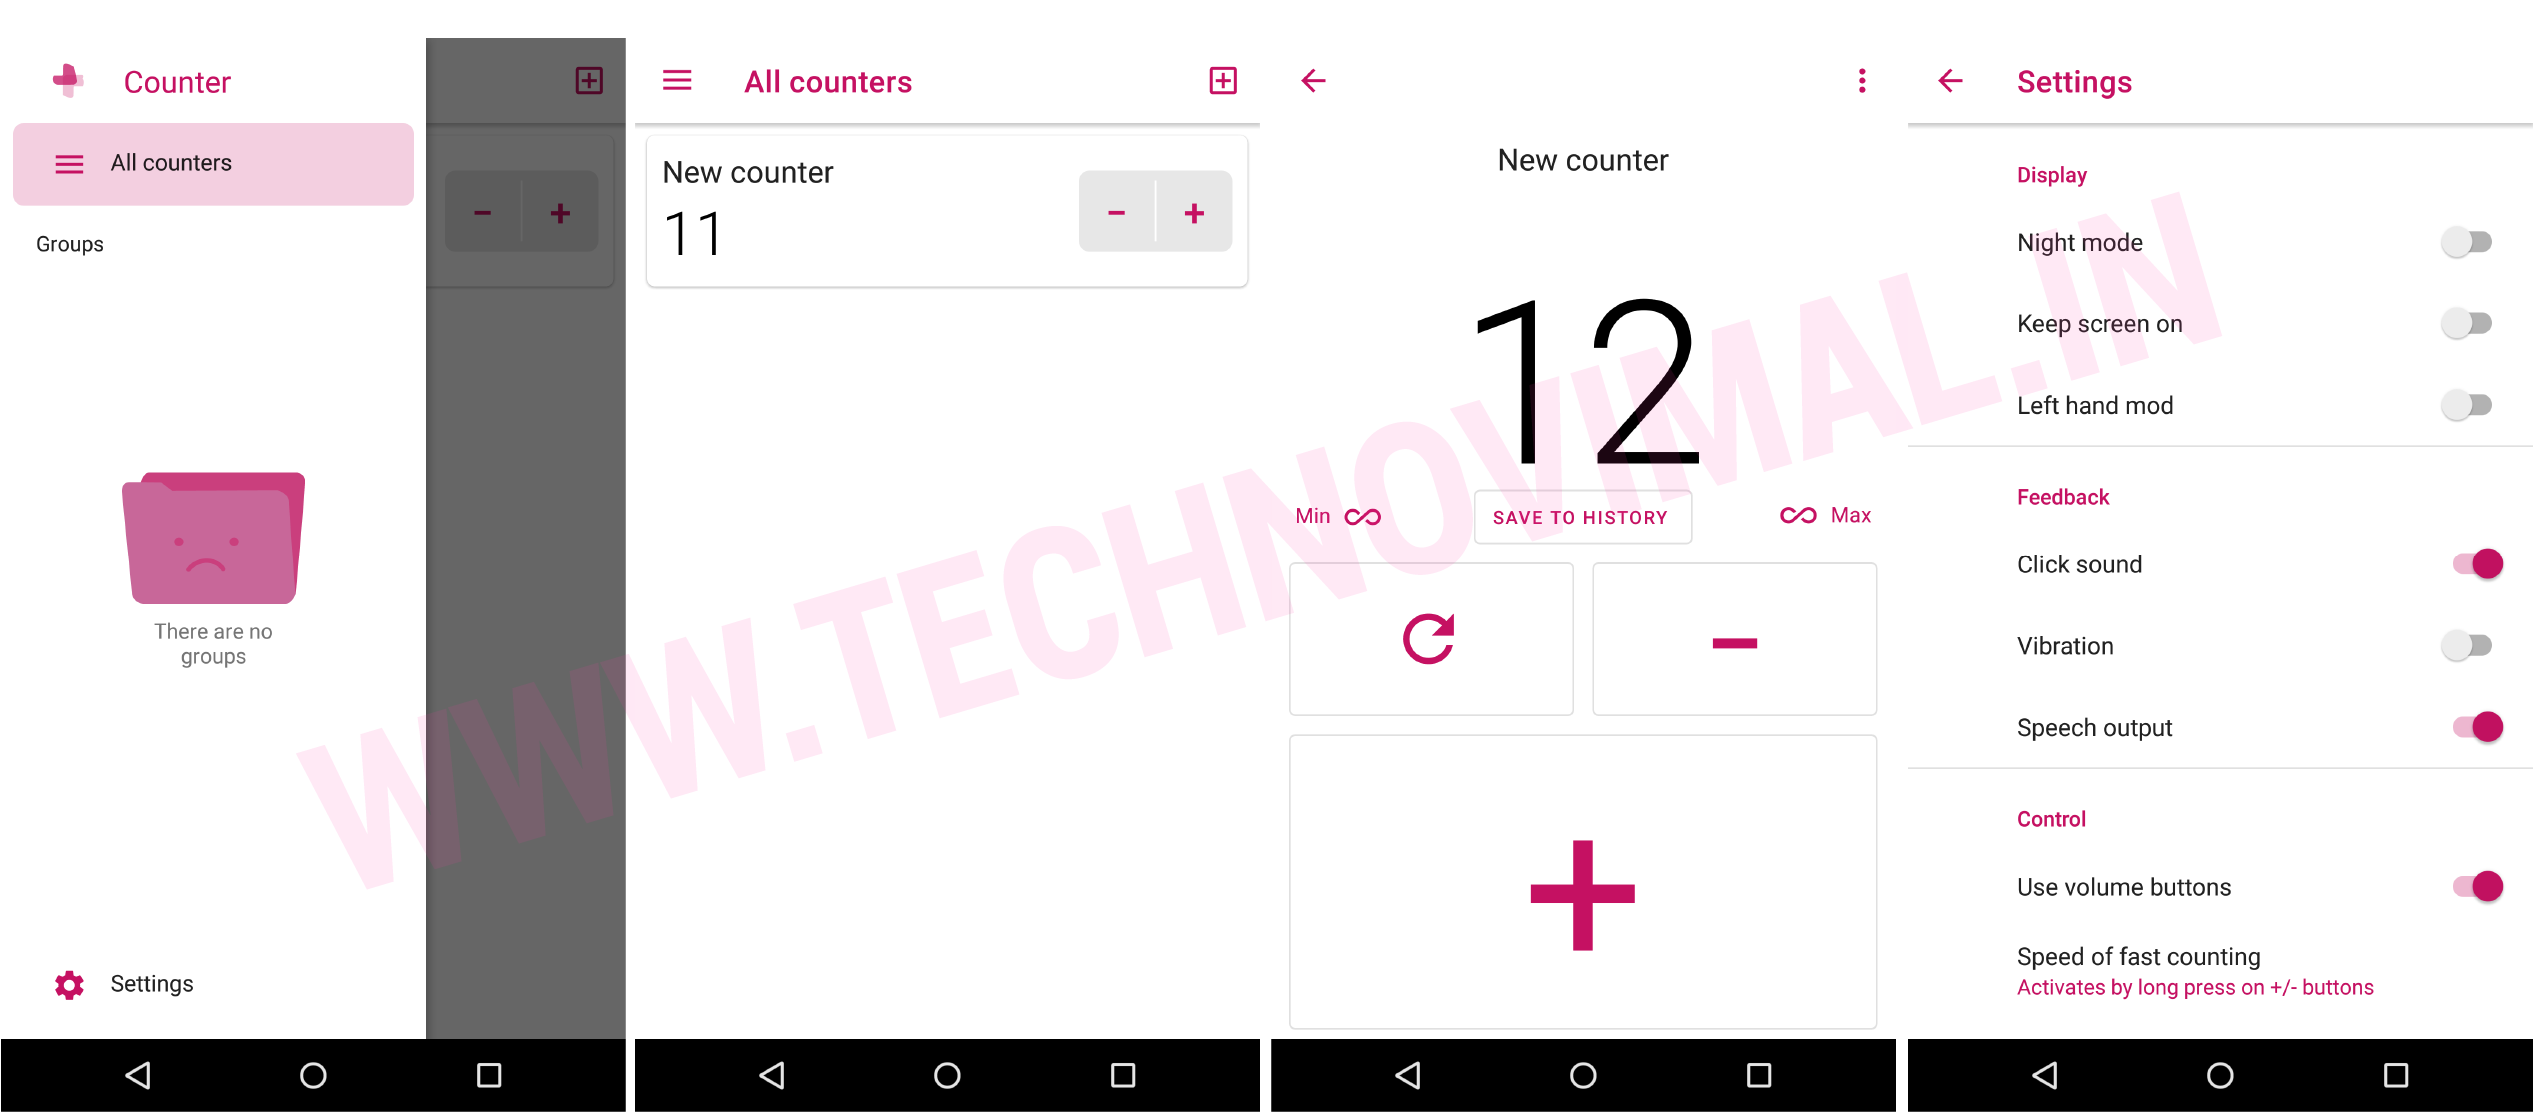 Counter
All counters
Groups
There are no
groups
Settings
All counters
New counter
11
New counter
12
Min
SAVE TO HISTORY
Max
Settings
Display
Night mode
Keep screen on
Left hand mod
Feedback
Click sound
Vibration
Speech output
Control
Use volume buttons
Speed of fast counting
Activates by long press on +/- buttons
WWW.TECHNOVIMAL.IN